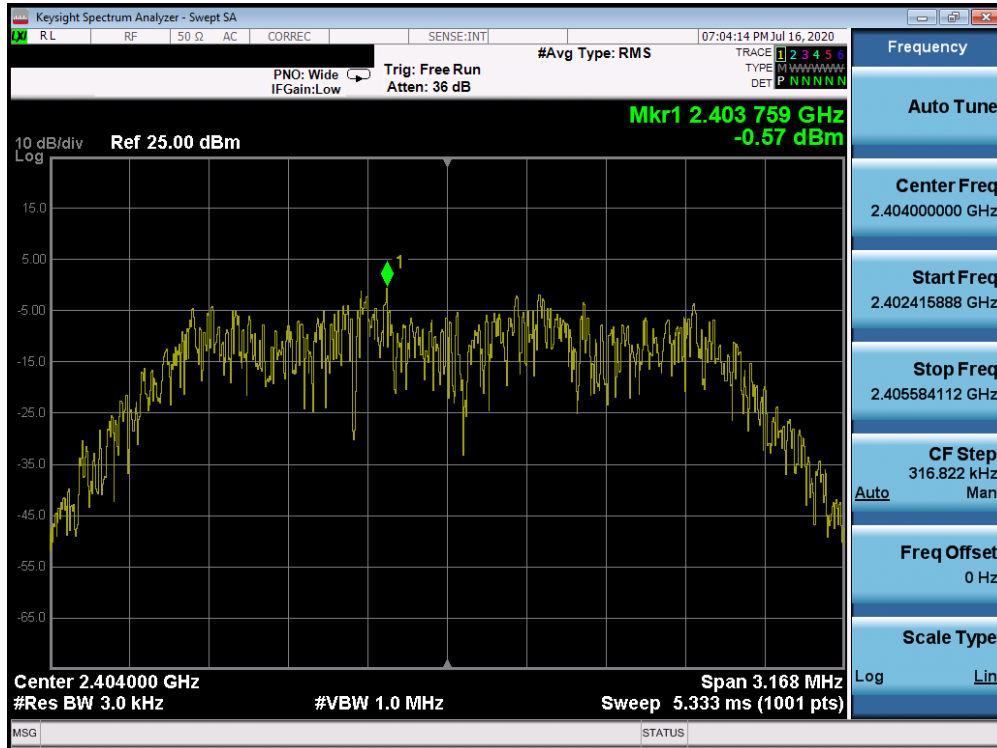 Keysight Spectrum Analyzer - Swept SA
LXI RL RF 50 Ω AC CORREC SENSE:INT 07:04:14 PM Jul 16, 2020
#Avg Type: RMS
TRACE 1 2 3 4 5 6
TYPE M WWWWW
DET P N N N N N
PNO: Wide
IFGain:Low
Trig: Free Run
Atten: 36 dB
Mkr1 2.403 759 GHz
-0.57 dBm
10 dB/div Ref 25.00 dBm
Log
15.0
5.00
-5.00
-15.0
-25.0
-35.0
-45.0
-55.0
-65.0
1
Center 2.404000 GHz Span 3.168 MHz
#Res BW 3.0 kHz #VBW 1.0 MHz Sweep 5.333 ms (1001 pts)
MSG STATUS
Frequency
Auto Tune
Center Freq
2.404000000 GHz
Start Freq
2.402415888 GHz
Stop Freq
2.405584112 GHz
CF Step
316.822 kHz
Auto Man
Freq Offset
0 Hz
Scale Type
Log Lin